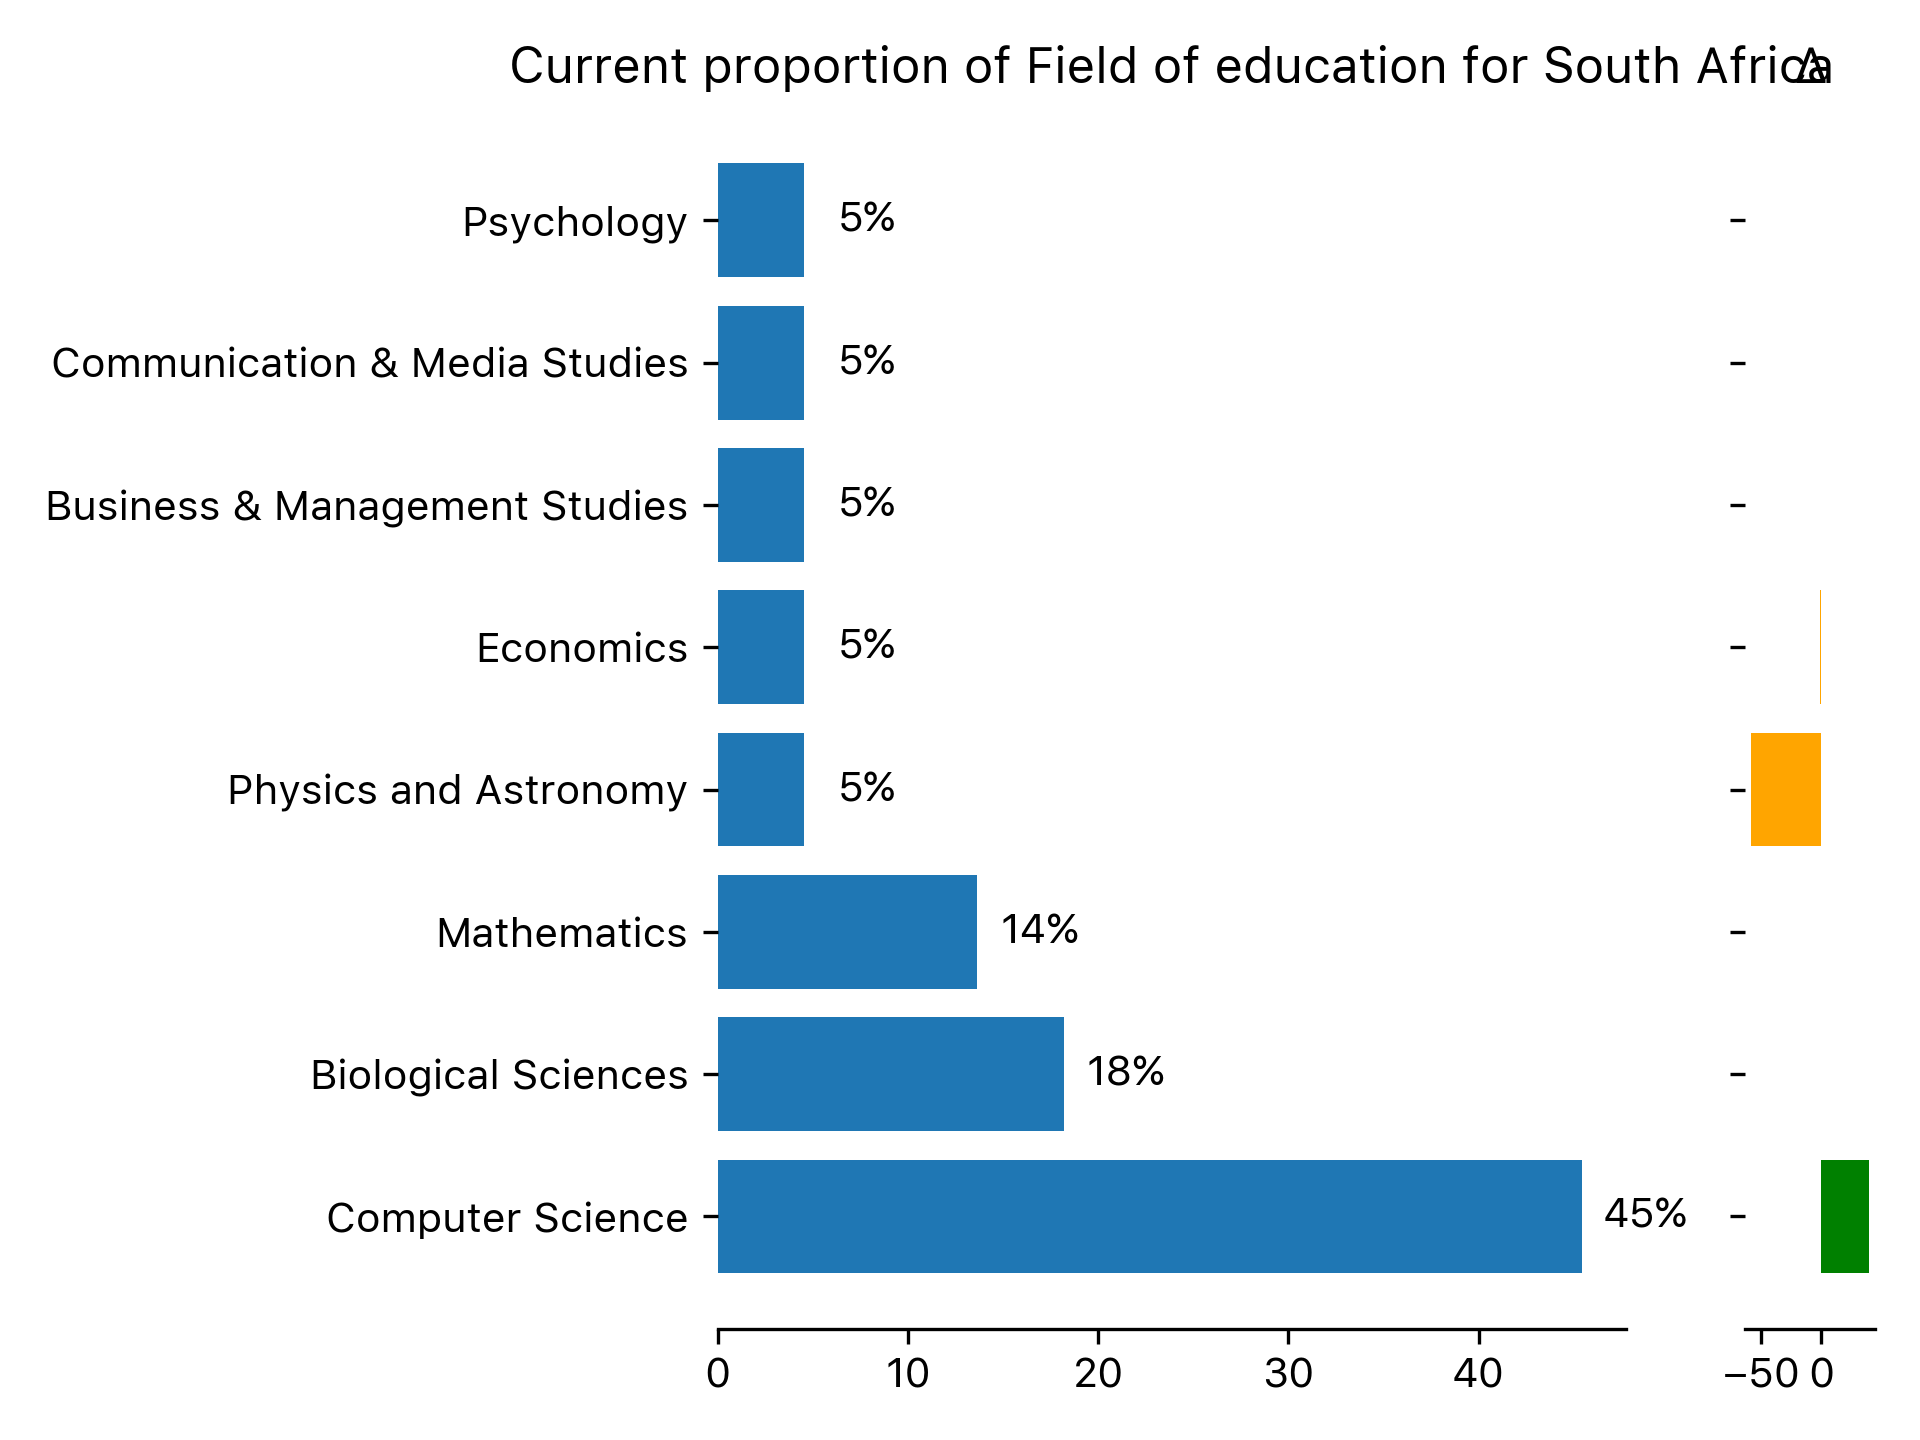 Current proportion of Field of education for South Africa
Δ
Psychology 5%
Communication & Media Studies 5%
Business & Management Studies 5%
Economics 5%
Physics and Astronomy 5%
Mathematics 14%
Biological Sciences 18%
Computer Science 45%
0 10 20 30 40 −50 0